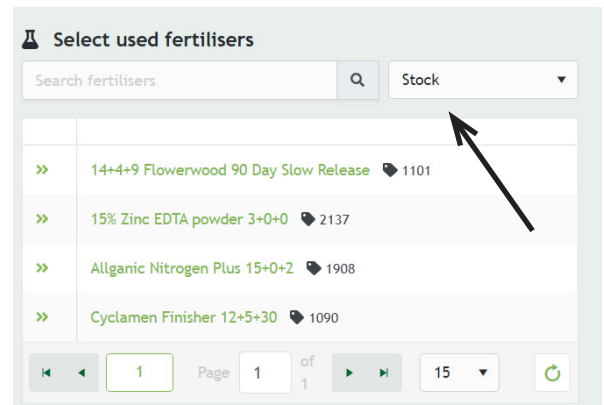 Select used fertilisers
Search fertilisers
Stock
14+4+9 Flowerwood 90 Day Slow Release 1101
15% Zinc EDTA powder 3+0+0 2137
Allganic Nitrogen Plus 15+0+2 1908
Cyclamen Finisher 12+5+30 1090
1 Page 1 of 1 15